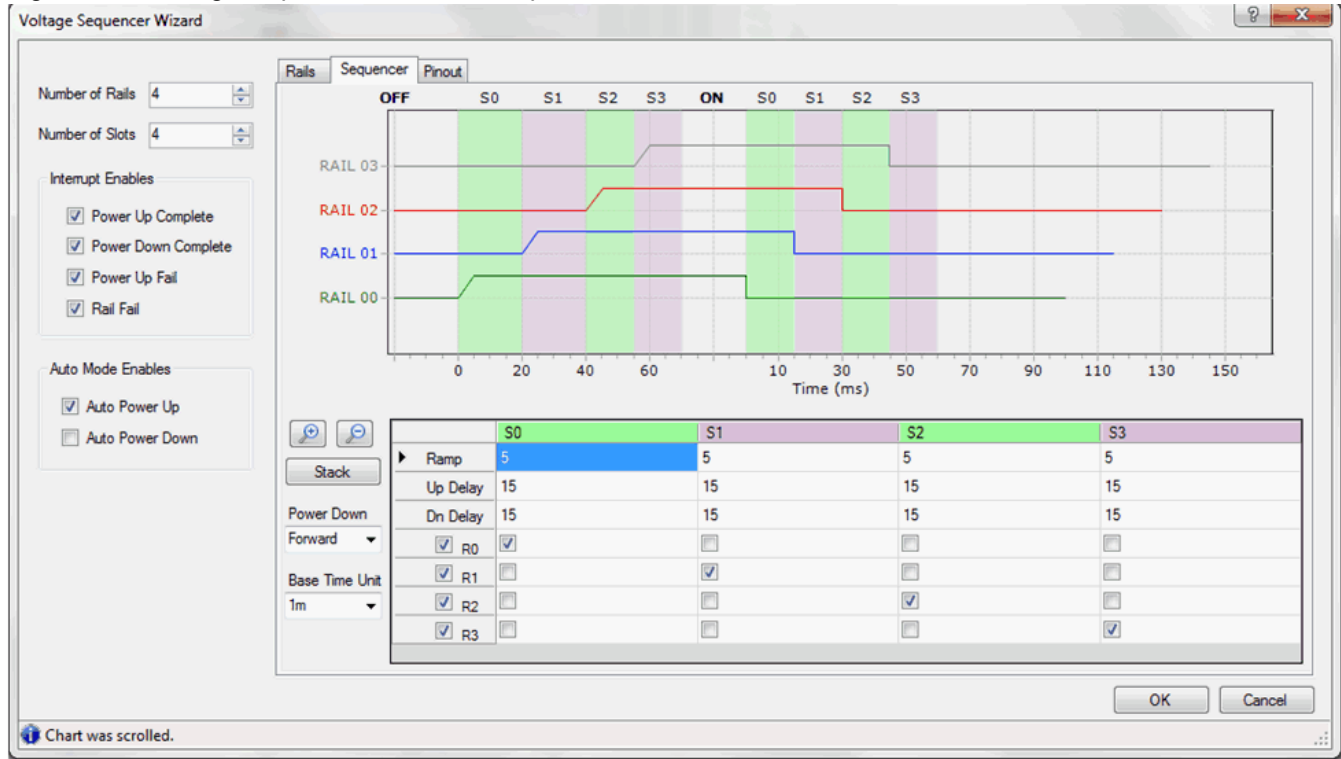 Voltage Sequencer Wizard
Number of Rails 4
Number of Slots 4
Interrupt Enables
Power Up Complete
Power Down Complete
Power Up Fail
Rail Fail
Auto Mode Enables
Auto Power Up
Auto Power Down
Rails Sequencer Pinout
OFF S0 S1 S2 S3 ON S0 S1 S2 S3
RAIL 03
RAIL 02
RAIL 01
RAIL 00
0 20 40 60 10 30 50 70 90 110 130 150
Time (ms)
Stack
Power Down
Forward
Base Time Unit
1m
S0 S1 S2 S3
Ramp 5 5 5 5
Up Delay 15 15 15 15
Dn Delay 15 15 15 15
R0
R1
R2
R3
OK Cancel
Chart was scrolled.